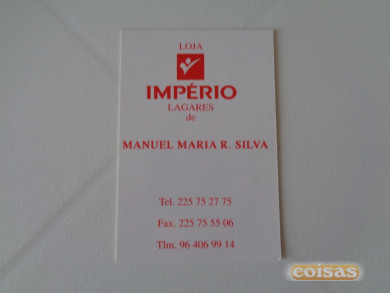 LOJA
IMPÉRIO
LAGARES
de
MANUEL MARIA R. SILVA
Tel. 225 75 27 75
Fax. 225 75 55 06
Tlm. 96 406 99 14
coisas